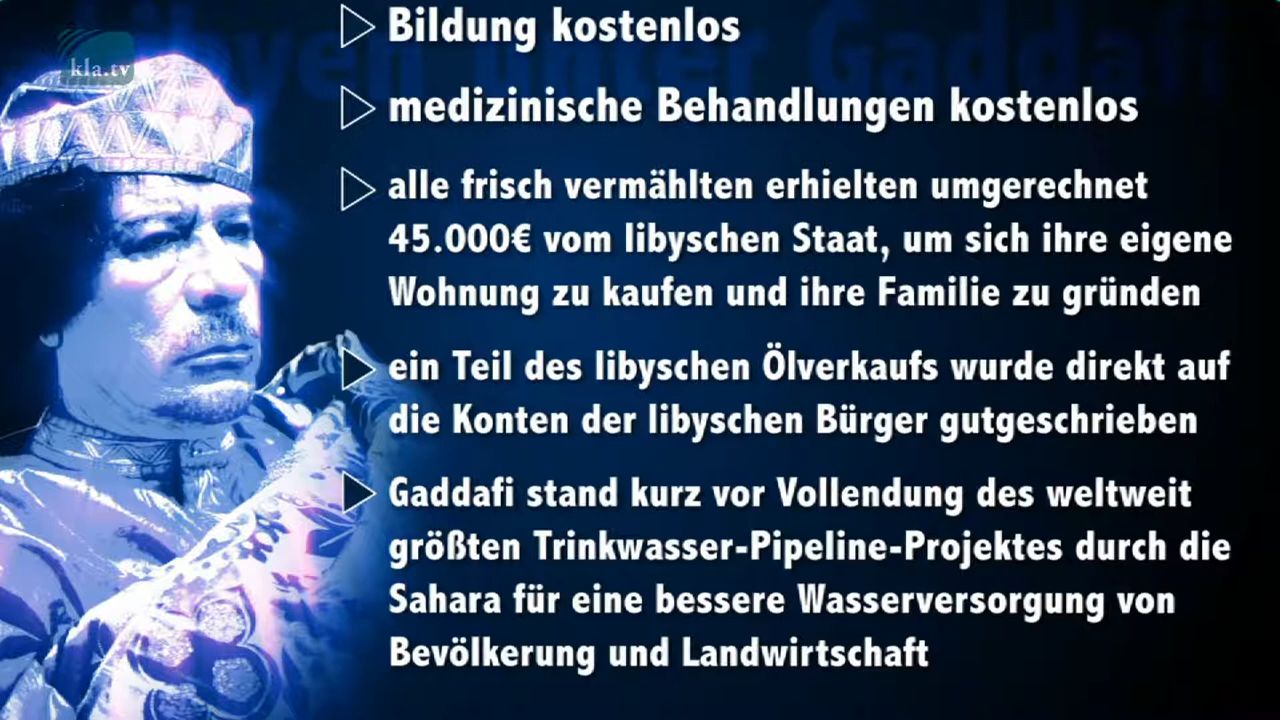 Libyen unter Gaddafi
kla.tv
Bildung kostenlos
medizinische Behandlungen kostenlos
alle frisch vermählten erhielten umgerechnet
45.000€ vom libyschen Staat, um sich ihre eigene
Wohnung zu kaufen und ihre Familie zu gründen
ein Teil des libyschen Ölverkaufs wurde direkt auf
die Konten der libyschen Bürger gutgeschrieben
Gaddafi stand kurz vor Vollendung des weltweit
größten Trinkwasser-Pipeline-Projektes durch die
Sahara für eine bessere Wasserversorgung von
Bevölkerung und Landwirtschaft